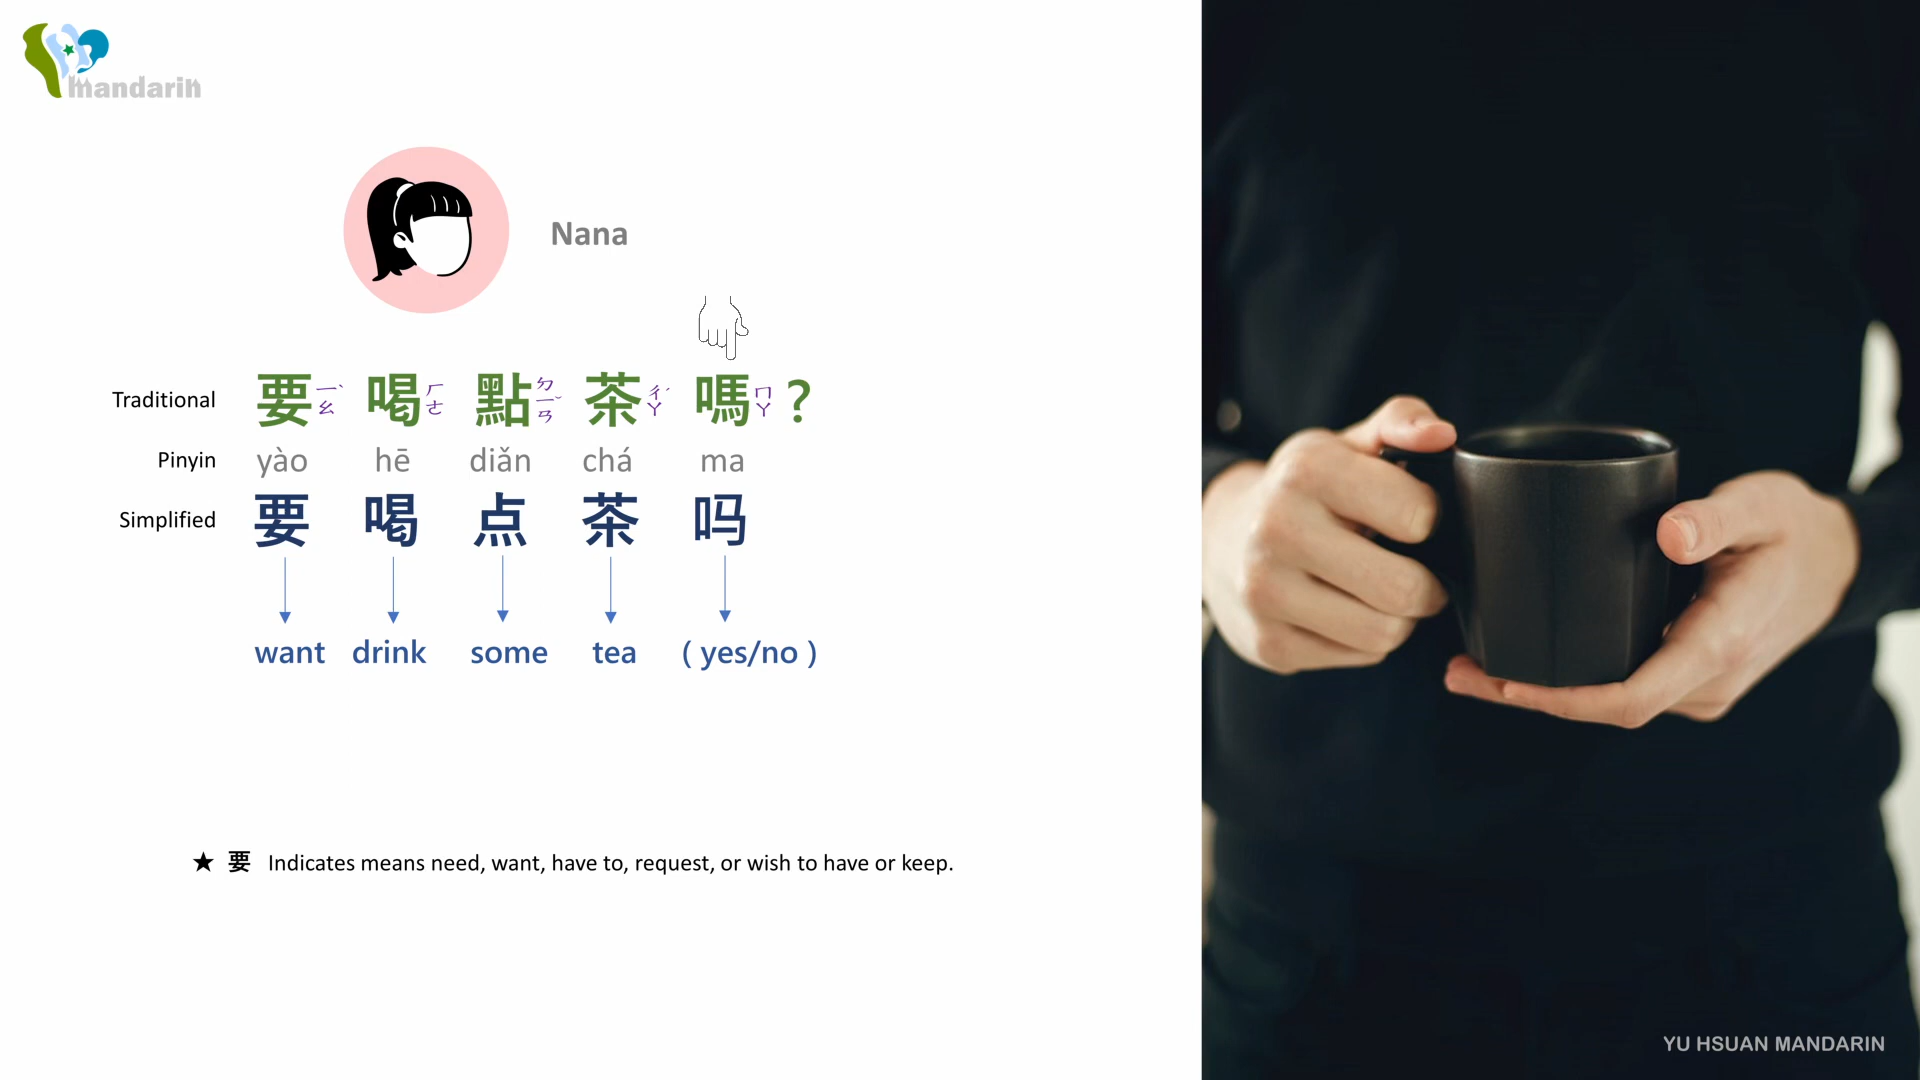 mandarin
Nana
Traditional 要ㄧㄠˋ 喝ㄏㄜ 點ㄉㄧㄢˇ 茶ㄔㄚˊ 嗎ㄇㄚ ?
Pinyin yào hē diǎn chá ma
Simplified 要 喝 点 茶 吗
want drink some tea ( yes/no )
★ 要 Indicates means need, want, have to, request, or wish to have or keep.
YU HSUAN MANDARIN